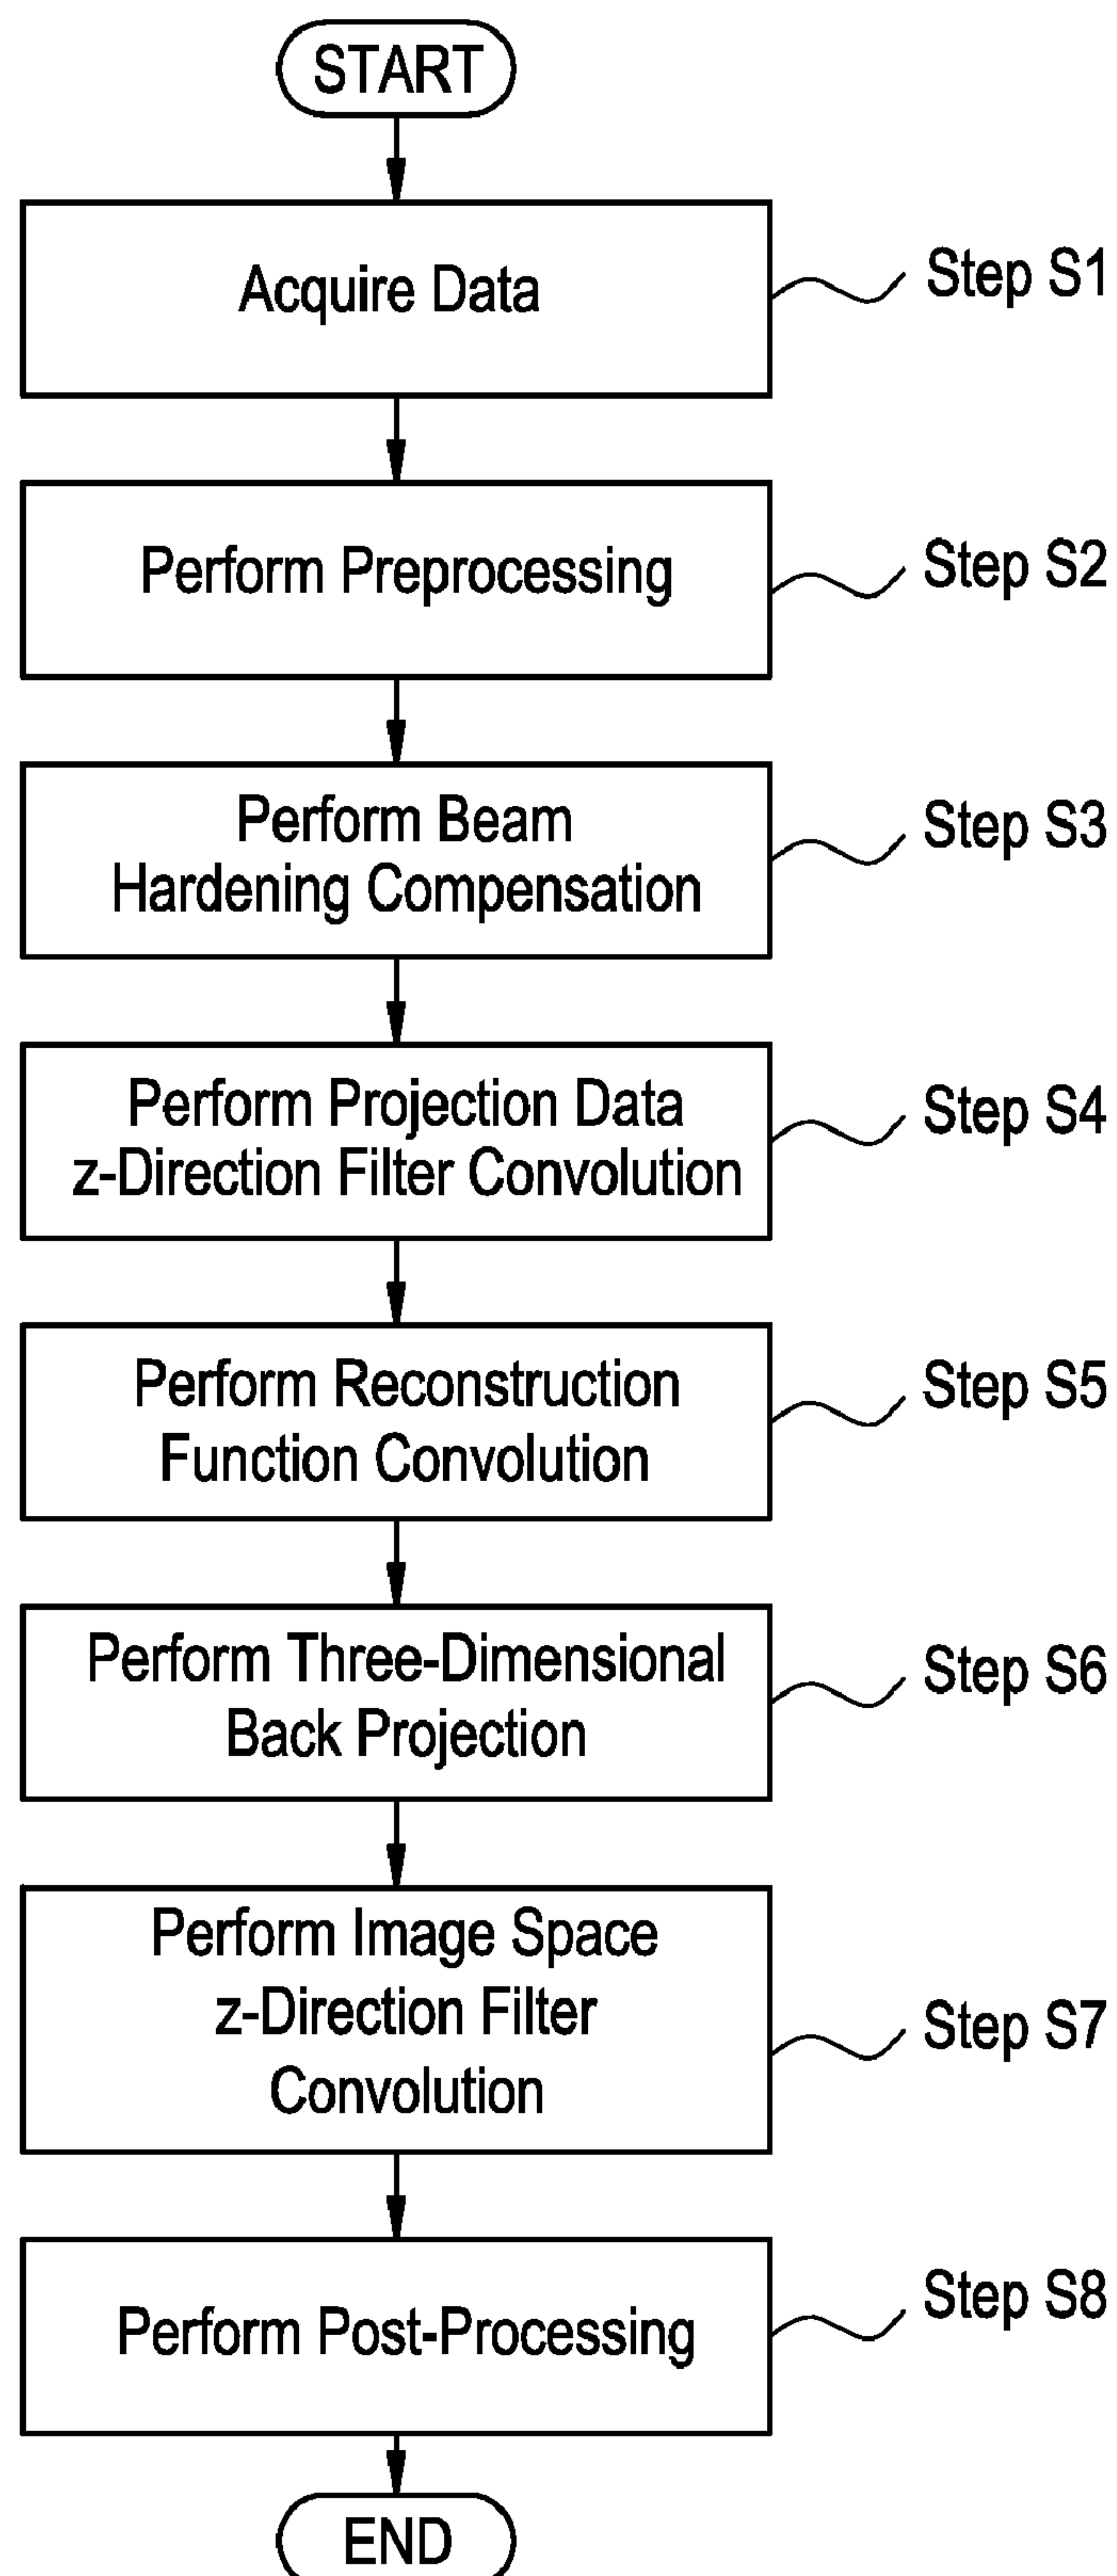 START
Acquire Data
Step S1
Perform Preprocessing
Step S2
Perform Beam
Hardening Compensation
Step S3
Perform Projection Data
z-Direction Filter Convolution
Step S4
Perform Reconstruction
Function Convolution
Step S5
Perform Three-Dimensional
Back Projection
Step S6
Perform Image Space
z-Direction Filter
Convolution
Step S7
Perform Post-Processing
Step S8
END